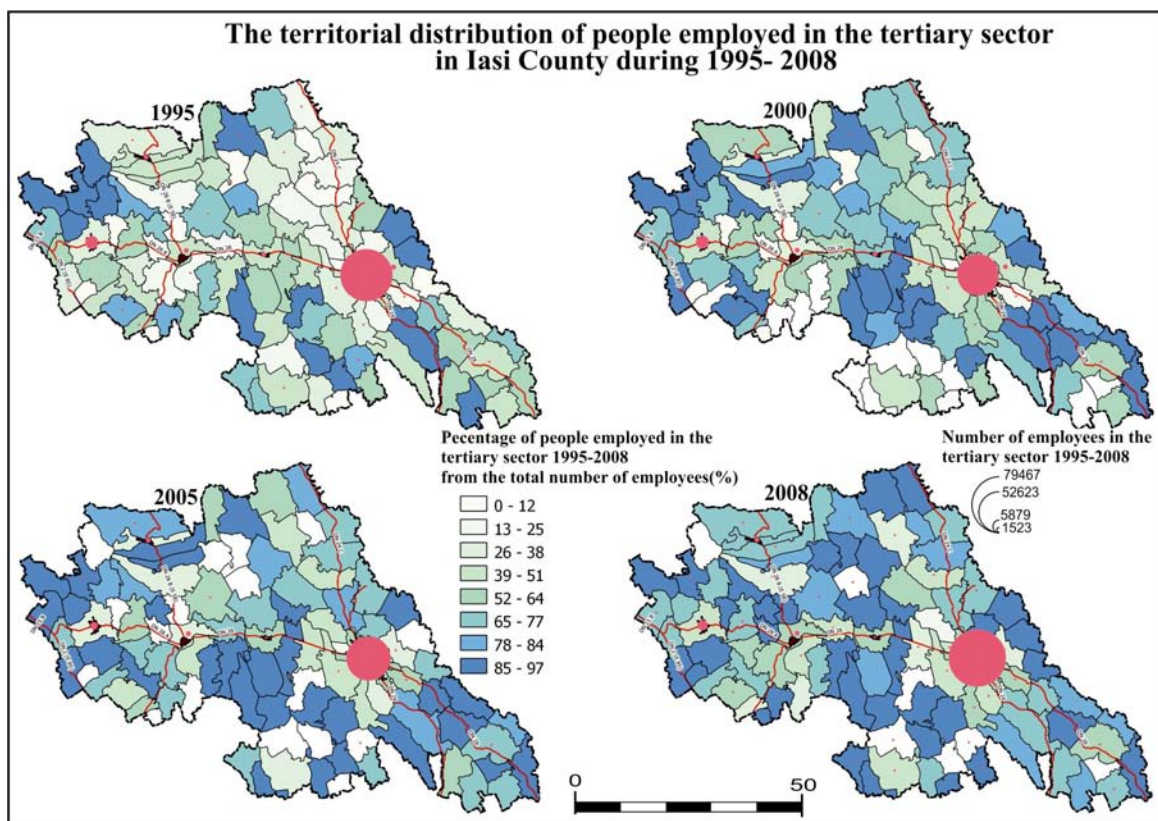 The territorial distribution of people employed in the tertiary sector
in Iasi County during 1995- 2008
1995
2000
Pecentage of people employed in the
tertiary sector 1995-2008
from the total number of employees(%)
0 - 12
13 - 25
26 - 38
39 - 51
52 - 64
65 - 77
78 - 84
85 - 97
Number of employees in the
tertiary sector 1995-2008
79467
52623
5879
1523
2005
2008
0
50